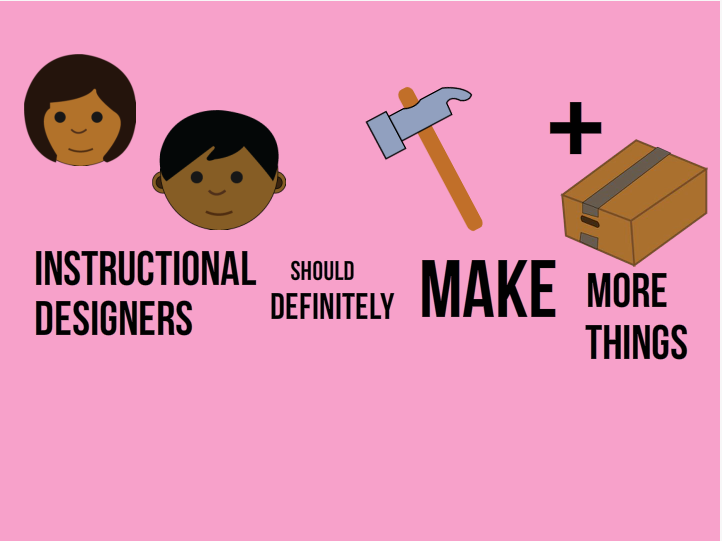 INSTRUCTIONAL
DESIGNERS
SHOULD
DEFINITELY
MAKE
+
MORE
THINGS